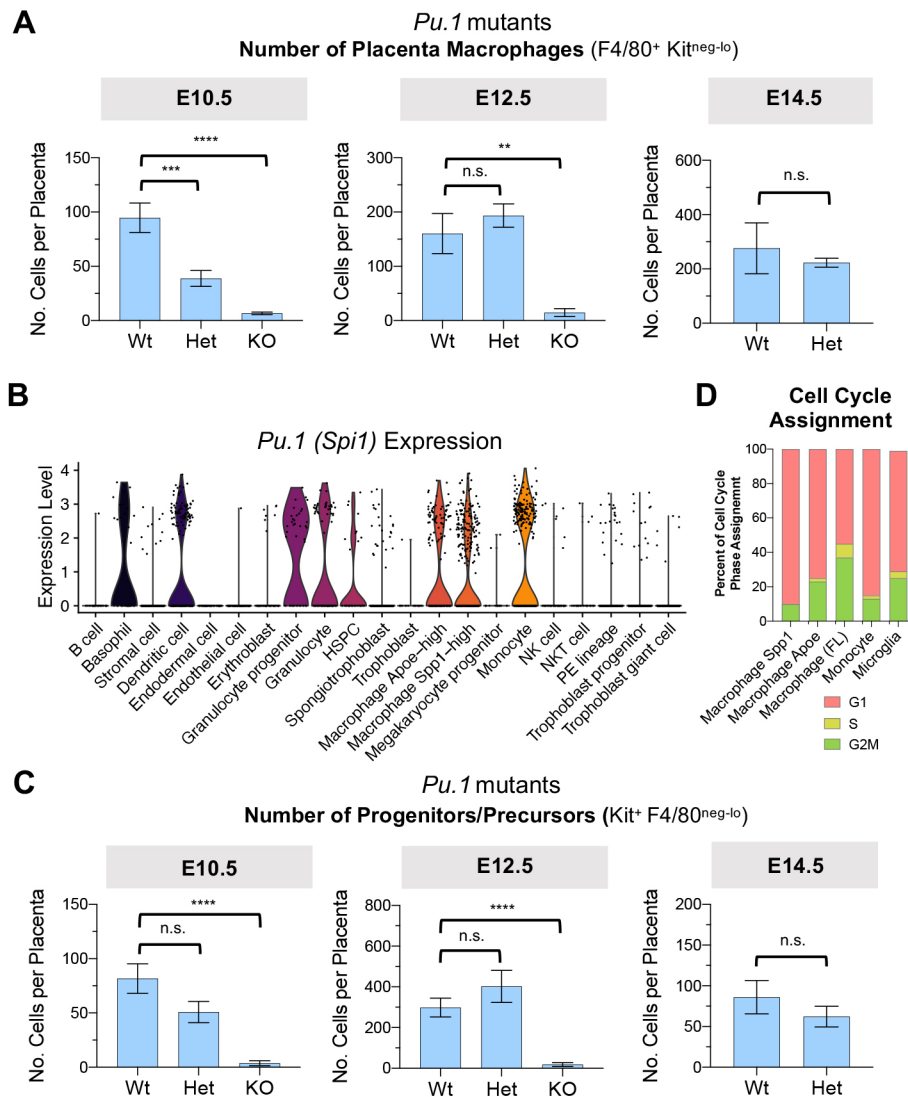 A
Pu.1 mutants
Number of Placenta Macrophages (F4/80+ Kitneg-lo)
E10.5
E12.5
E14.5
No. Cells per Placenta
150
100
50
0
****
***
Wt Het KO
No. Cells per Placenta
300
200
100
0
**
n.s.
Wt Het KO
No. Cells per Placenta
600
400
200
0
n.s.
Wt Het
B
Pu.1 (Spi1) Expression
Expression Level
4
3
2
1
0
B cell
Basophil
Stromal cell
Dendritic cell
Endodermal cell
Endothelial cell
Erythroblast
Granulocyte progenitor
Granulocyte
HSPC
Spongiotrophoblast
Trophoblast
Macrophage Apoe-high
Macrophage Spp1-high
Megakaryocyte progenitor
Monocyte
NK cell
NKT cell
PE lineage
Trophoblast progenitor
Trophoblast giant cell
D
Cell Cycle
Assignment
Percent of Cell Cycle
Phase Assignemnt
100
80
60
40
20
0
Macrophage Spp1
Macrophage Apoe
Macrophage (FL)
Monocyte
Microglia
G1
S
G2M
C
Pu.1 mutants
Number of Progenitors/Precursors (Kit+ F4/80neg-lo)
E10.5
E12.5
E14.5
No. Cells per Placenta
150
100
50
0
****
n.s.
Wt Het KO
No. Cells per Placenta
800
600
400
200
0
****
n.s.
Wt Het KO
No. Cells per Placenta
200
150
100
50
0
n.s.
Wt Het